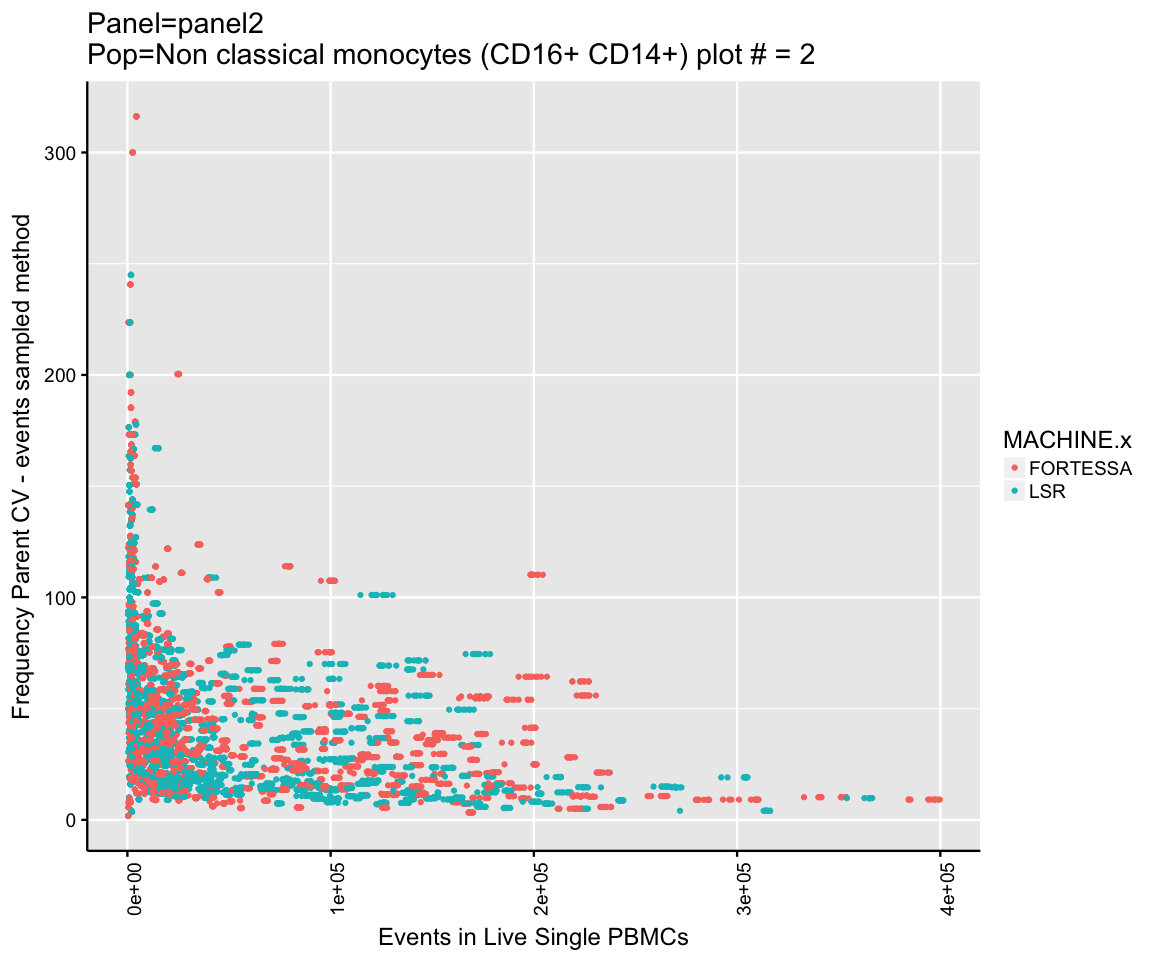 Panel=panel2
Pop=Non classical monocytes (CD16+ CD14+) plot # = 2
Frequency Parent CV - events sampled method
300
200
100
0
0e+00
1e+05
2e+05
3e+05
4e+05
Events in Live Single PBMCs
MACHINE.x
FORTESSA
LSR